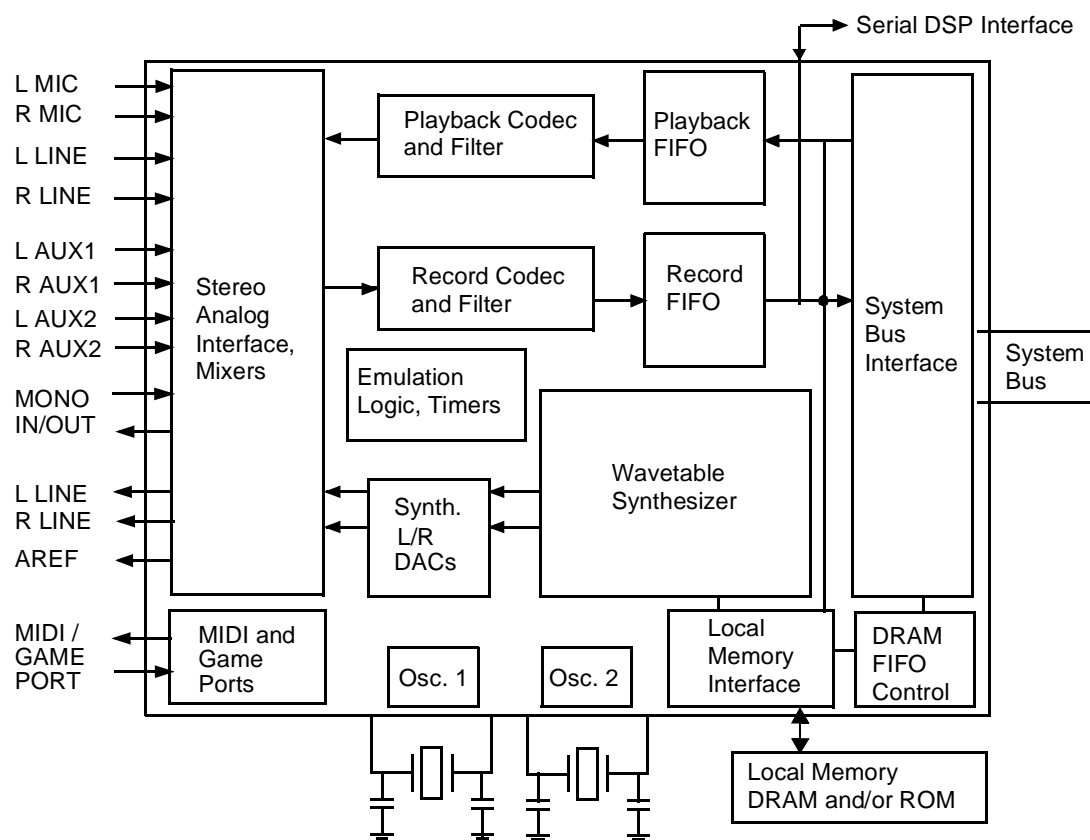 Serial DSP Interface
L MIC
R MIC
L LINE
R LINE
L AUX1
R AUX1
L AUX2
R AUX2
MONO
IN/OUT
L LINE
R LINE
AREF
MIDI /
GAME
PORT
Stereo
Analog
Interface,
Mixers
Playback Codec
and Filter
Playback
FIFO
Record Codec
and Filter
Record
FIFO
System
Bus
Interface
System
Bus
Emulation
Logic, Timers
Wavetable
Synthesizer
Synth.
L/R
DACs
MIDI and
Game
Ports
Osc. 1
Osc. 2
Local
Memory
Interface
DRAM
FIFO
Control
Local Memory
DRAM and/or ROM